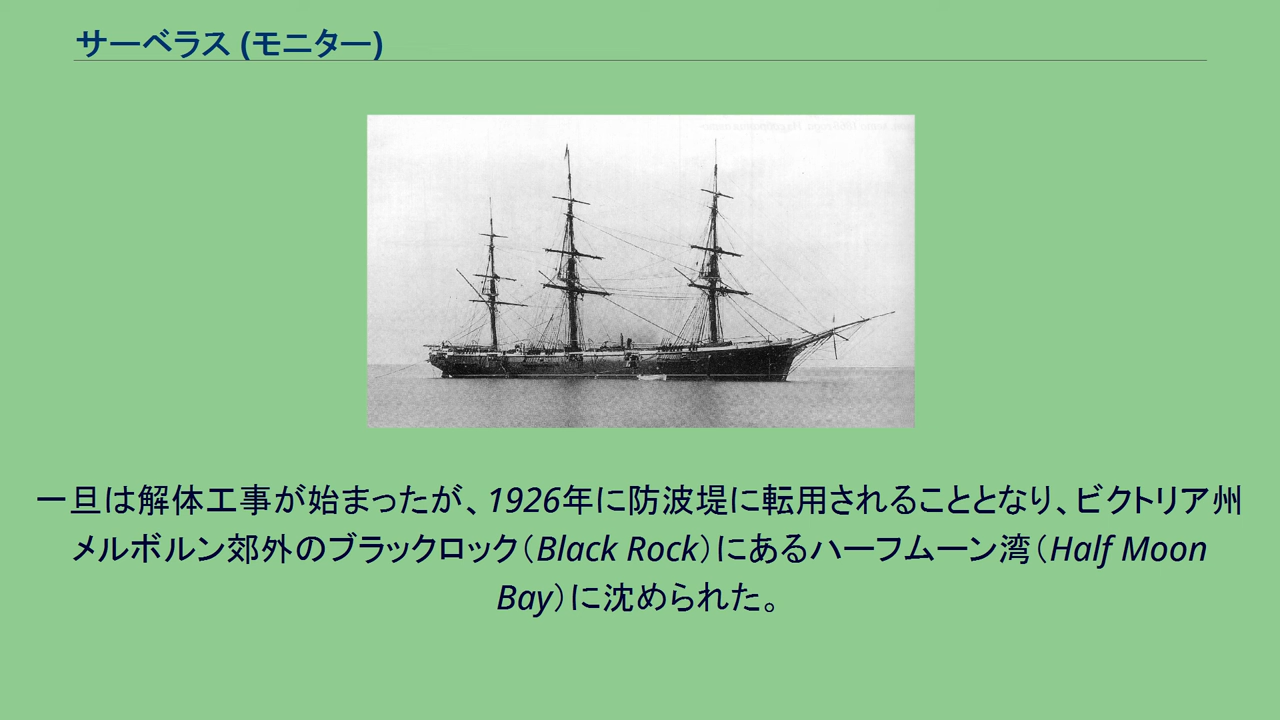 サーベラス (モニター)
一旦は解体工事が始まったが、1926年に防波堤に転用されることとなり、ビクトリア州
メルボルン郊外のブラックロック（Black Rock）にあるハーフムーン湾（Half Moon
Bay）に沈められた。